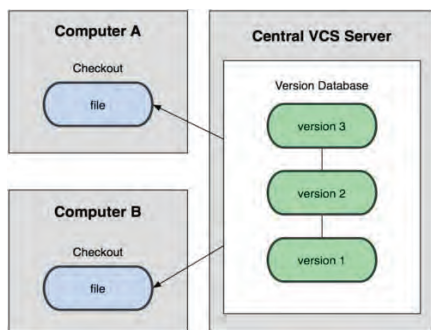 Computer A
Checkout
file
Computer B
Checkout
file
Central VCS Server
Version Database
version 3
version 2
version 1